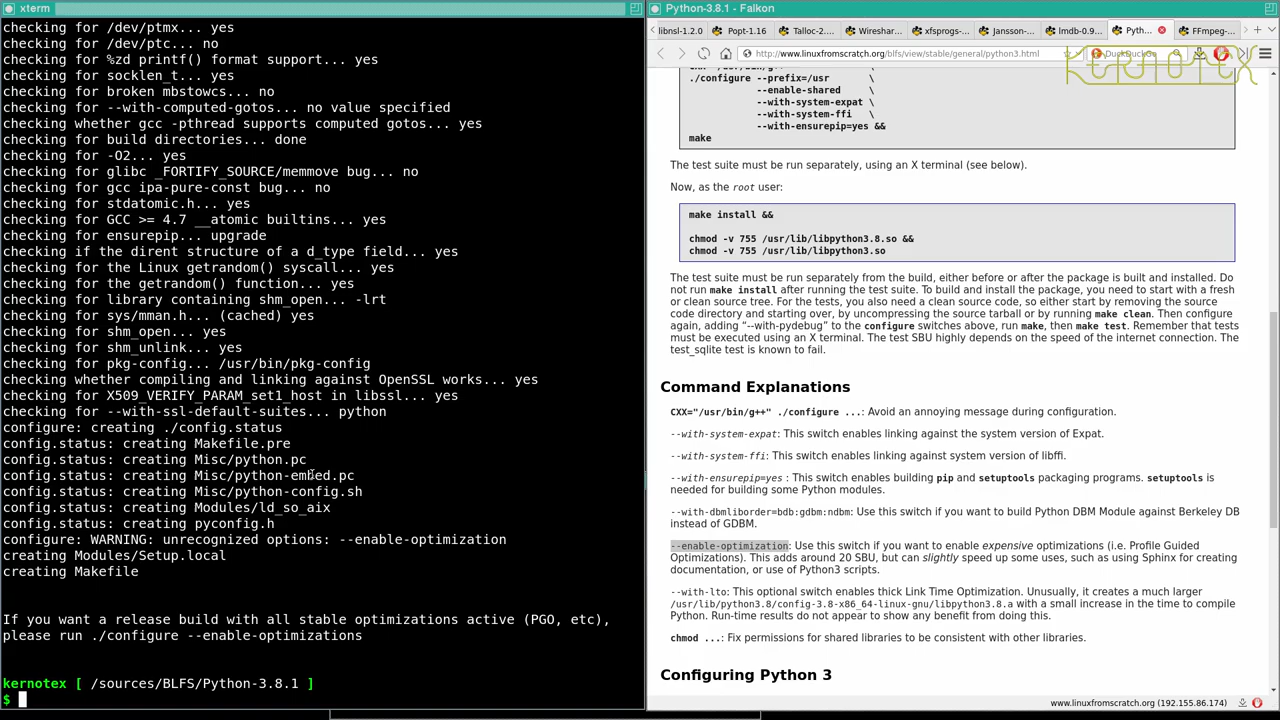 xterm
checking for /dev/ptmx... yes
checking for /dev/ptc... no
checking for %zd printf() format support... yes
checking for socklen_t... yes
checking for broken mbstowcs... no
checking for --with-computed-gotos... no value specified
checking whether gcc -pthread supports computed gotos... yes
checking for build directories... done
checking for -O2... yes
checking for glibc _FORTIFY_SOURCE/memmove bug... no
checking for gcc ipa-pure-const bug... no
checking for stdatomic.h... yes
checking for GCC >= 4.7 __atomic builtins... yes
checking for ensurepip... upgrade
checking if the dirent structure of a d_type field... yes
checking for the Linux getrandom() syscall... yes
checking for the getrandom() function... yes
checking for library containing shm_open... -lrt
checking for sys/mman.h... (cached) yes
checking for shm_open... yes
checking for shm_unlink... yes
checking for pkg-config... /usr/bin/pkg-config
checking whether compiling and linking against OpenSSL works... yes
checking for X509_VERIFY_PARAM_set1_host in libssl... yes
checking for --with-ssl-default-suites... python
configure: creating ./config.status
config.status: creating Makefile.pre
config.status: creating Misc/python.pc
config.status: creating Misc/python-embed.pc
config.status: creating Misc/python-config.sh
config.status: creating Modules/ld_so_aix
config.status: creating pyconfig.h
configure: WARNING: unrecognized options: --enable-optimization
creating Modules/Setup.local
creating Makefile
If you want a release build with all stable optimizations active (PGO, etc),
please run ./configure --enable-optimizations
kernotex [ /sources/BLFS/Python-3.8.1 ]
$
Python-3.8.1 - Falkon
libnsl-1.2.0 Popt-1.16 Talloc-2.... Wireshar... xfsprogs-... Jansson-... lmdb-0.9... Pyth... FFmpeg-...
http://www.linuxfromscratch.org/blfs/view/stable/general/python3.html DuckDuckGo
KERNOTEX
./configure --prefix=/usr \
--enable-shared \
--with-system-expat \
--with-system-ffi \
--with-ensurepip=yes &&
make
The test suite must be run separately, using an X terminal (see below).
Now, as the root user:
make install &&
chmod -v 755 /usr/lib/libpython3.8.so &&
chmod -v 755 /usr/lib/libpython3.so
The test suite must be run separately from the build, either before or after the package is built and installed. Do
not run make install after running the test suite. To build and install the package, you need to start with a fresh
or clean source tree. For the tests, you also need a clean source code, so either start by removing the source
code directory and starting over, by uncompressing the source tarball or by running make clean. Then configure
again, adding “--with-pydebug” to the configure switches above, run make, then make test. Remember that tests
must be executed using an X terminal. The test SBU highly depends on the speed of the internet connection. The
test_sqlite test is known to fail.
Command Explanations
CXX="/usr/bin/g++" ./configure ...: Avoid an annoying message during configuration.
--with-system-expat: This switch enables linking against the system version of Expat.
--with-system-ffi: This switch enables linking against system version of libffi.
--with-ensurepip=yes : This switch enables building pip and setuptools packaging programs. setuptools is
needed for building some Python modules.
--with-dbmliborder=bdb:gdbm:ndbm: Use this switch if you want to build Python DBM Module against Berkeley DB
instead of GDBM.
--enable-optimization: Use this switch if you want to enable expensive optimizations (i.e. Profile Guided
Optimizations). This adds around 20 SBU, but can slightly speed up some uses, such as using Sphinx for creating
documentation, or use of Python3 scripts.
--with-lto: This optional switch enables thick Link Time Optimization. Unusually, it creates a much larger
/usr/lib/python3.8/config-3.8-x86_64-linux-gnu/libpython3.8.a with a small increase in the time to compile
Python. Run-time results do not appear to show any benefit from doing this.
chmod ...: Fix permissions for shared libraries to be consistent with other libraries.
Configuring Python 3
www.linuxfromscratch.org (192.155.86.174)